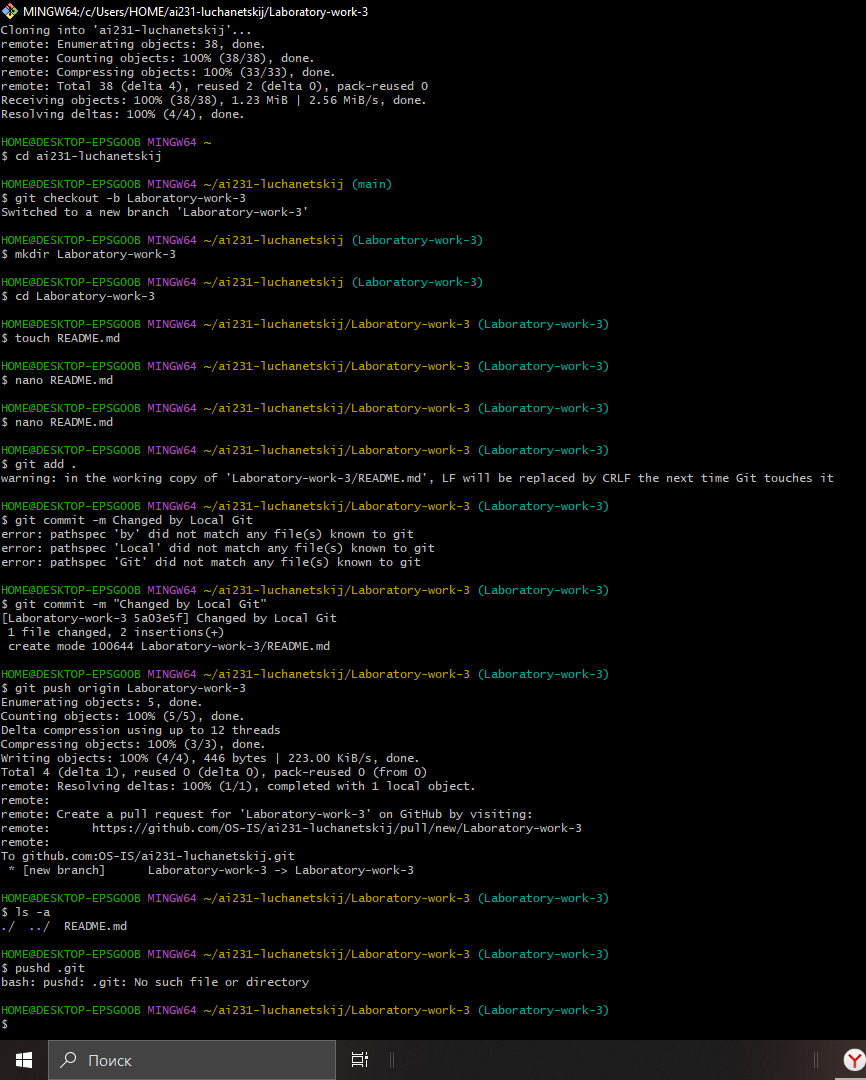 MINGW64:/c/Users/HOME/ai231-luchanetskij/Laboratory-work-3
Cloning into 'ai231-luchanetskij'...
remote: Enumerating objects: 38, done.
remote: Counting objects: 100% (38/38), done.
remote: Compressing objects: 100% (33/33), done.
remote: Total 38 (delta 4), reused 2 (delta 0), pack-reused 0
Receiving objects: 100% (38/38), 1.23 MiB | 2.56 MiB/s, done.
Resolving deltas: 100% (4/4), done.
HOME@DESKTOP-EPSGOOB MINGW64 ~
$ cd ai231-luchanetskij
HOME@DESKTOP-EPSGOOB MINGW64 ~/ai231-luchanetskij (main)
$ git checkout -b Laboratory-work-3
Switched to a new branch 'Laboratory-work-3'
HOME@DESKTOP-EPSGOOB MINGW64 ~/ai231-luchanetskij (Laboratory-work-3)
$ mkdir Laboratory-work-3
HOME@DESKTOP-EPSGOOB MINGW64 ~/ai231-luchanetskij (Laboratory-work-3)
$ cd Laboratory-work-3
HOME@DESKTOP-EPSGOOB MINGW64 ~/ai231-luchanetskij/Laboratory-work-3 (Laboratory-work-3)
$ touch README.md
HOME@DESKTOP-EPSGOOB MINGW64 ~/ai231-luchanetskij/Laboratory-work-3 (Laboratory-work-3)
$ nano README.md
HOME@DESKTOP-EPSGOOB MINGW64 ~/ai231-luchanetskij/Laboratory-work-3 (Laboratory-work-3)
$ nano README.md
HOME@DESKTOP-EPSGOOB MINGW64 ~/ai231-luchanetskij/Laboratory-work-3 (Laboratory-work-3)
$ git add .
warning: in the working copy of 'Laboratory-work-3/README.md', LF will be replaced by CRLF the next time Git touches it
HOME@DESKTOP-EPSGOOB MINGW64 ~/ai231-luchanetskij/Laboratory-work-3 (Laboratory-work-3)
$ git commit -m Changed by Local Git
error: pathspec 'by' did not match any file(s) known to git
error: pathspec 'Local' did not match any file(s) known to git
error: pathspec 'Git' did not match any file(s) known to git
HOME@DESKTOP-EPSGOOB MINGW64 ~/ai231-luchanetskij/Laboratory-work-3 (Laboratory-work-3)
$ git commit -m "Changed by Local Git"
[Laboratory-work-3 5a03e5f] Changed by Local Git
1 file changed, 2 insertions(+)
create mode 100644 Laboratory-work-3/README.md
HOME@DESKTOP-EPSGOOB MINGW64 ~/ai231-luchanetskij/Laboratory-work-3 (Laboratory-work-3)
$ git push origin Laboratory-work-3
Enumerating objects: 5, done.
Counting objects: 100% (5/5), done.
Delta compression using up to 12 threads
Compressing objects: 100% (3/3), done.
Writing objects: 100% (4/4), 446 bytes | 223.00 KiB/s, done.
Total 4 (delta 1), reused 0 (delta 0), pack-reused 0 (from 0)
remote: Resolving deltas: 100% (1/1), completed with 1 local object.
remote:
remote: Create a pull request for 'Laboratory-work-3' on GitHub by visiting:
remote:      https://github.com/OS-IS/ai231-luchanetskij/pull/new/Laboratory-work-3
remote:
To github.com:OS-IS/ai231-luchanetskij.git
* [new branch]      Laboratory-work-3 -> Laboratory-work-3
HOME@DESKTOP-EPSGOOB MINGW64 ~/ai231-luchanetskij/Laboratory-work-3 (Laboratory-work-3)
$ ls -a
./  ../  README.md
HOME@DESKTOP-EPSGOOB MINGW64 ~/ai231-luchanetskij/Laboratory-work-3 (Laboratory-work-3)
$ pushd .git
bash: pushd: .git: No such file or directory
HOME@DESKTOP-EPSGOOB MINGW64 ~/ai231-luchanetskij/Laboratory-work-3 (Laboratory-work-3)
$
Поиск